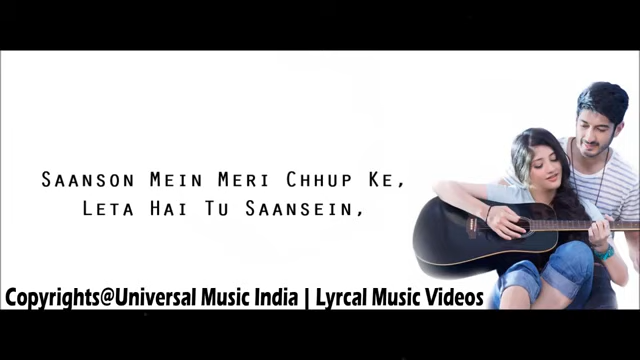 Saanson Mein Meri Chhup Ke,
Leta Hai Tu Saansein,
Copyrights@Universal Music India | Lyrcal Music Videos